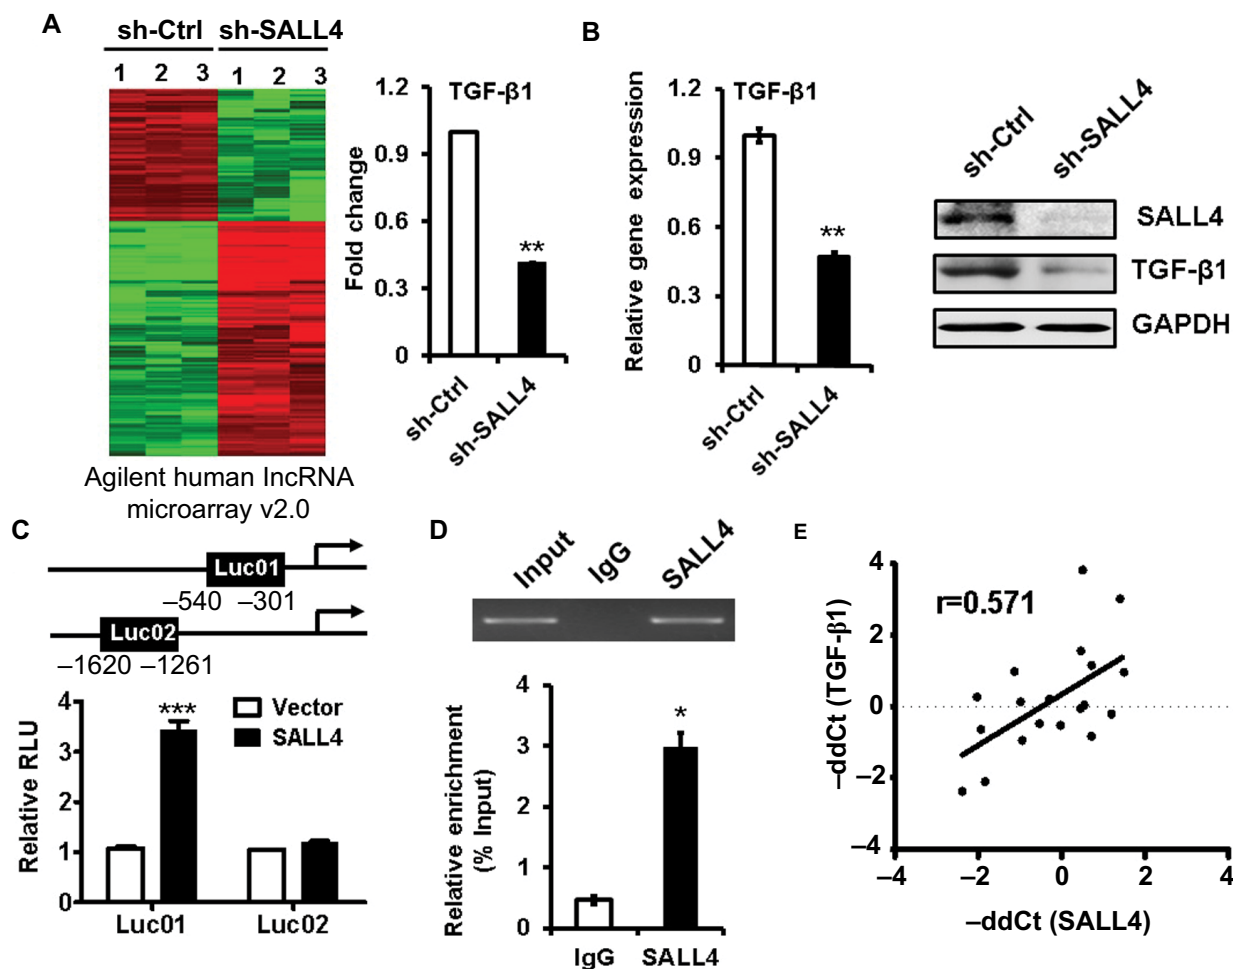 A
sh-Ctrl sh-SALL4
1 2 3 1 2 3
Agilent human lncRNA
microarray v2.0
TGF-β1
Fold change
1.2
0.9
0.6
0.3
0
**
sh-Ctrl
sh-SALL4
B
TGF-β1
Relative gene expression
1.2
0.9
0.6
0.3
0
**
sh-Ctrl
sh-SALL4
sh-Ctrl
sh-SALL4
SALL4
TGF-β1
GAPDH
C
Luc01
–540 –301
Luc02
–1620 –1261
Relative RLU
4
3
2
1
0
***
Vector
SALL4
Luc01 Luc02
D
Input IgG SALL4
Relative enrichment
(% Input)
4
3
2
1
0
*
IgG SALL4
E
r=0.571
–ddCt (TGF-β1)
4
2
0
–2
–4
–4 –2 0 2 4
–ddCt (SALL4)